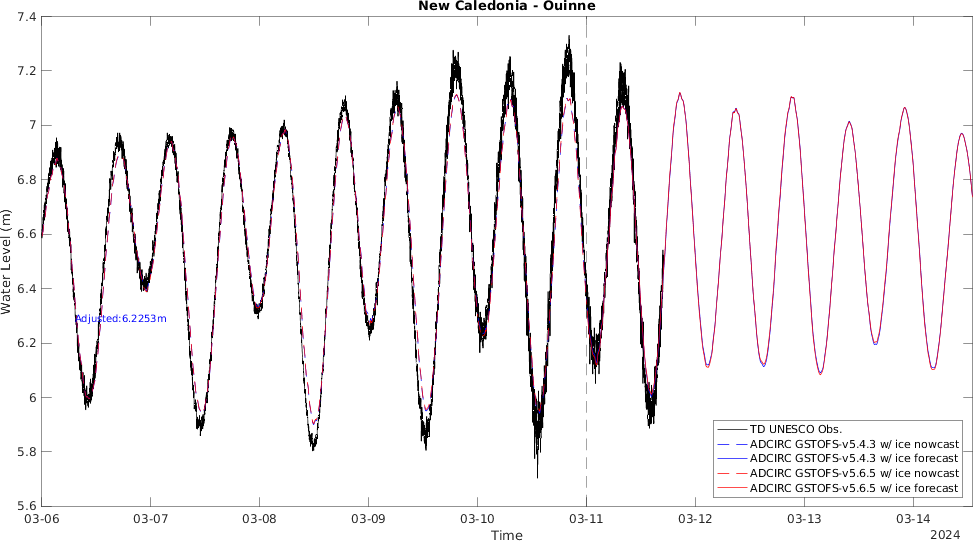 New Caledonia - Ouinne
Water Level (m)
7.4
7.2
7
6.8
6.6
6.4
6.2
6
5.8
5.6
Adjusted:6.2253m
TD UNESCO Obs.
ADCIRC GSTOFS-v5.4.3 w/ ice nowcast
ADCIRC GSTOFS-v5.4.3 w/ ice forecast
ADCIRC GSTOFS-v5.6.5 w/ ice nowcast
ADCIRC GSTOFS-v5.6.5 w/ ice forecast
03-06 03-07 03-08 03-09 03-10 03-11 03-12 03-13 03-14
Time
2024